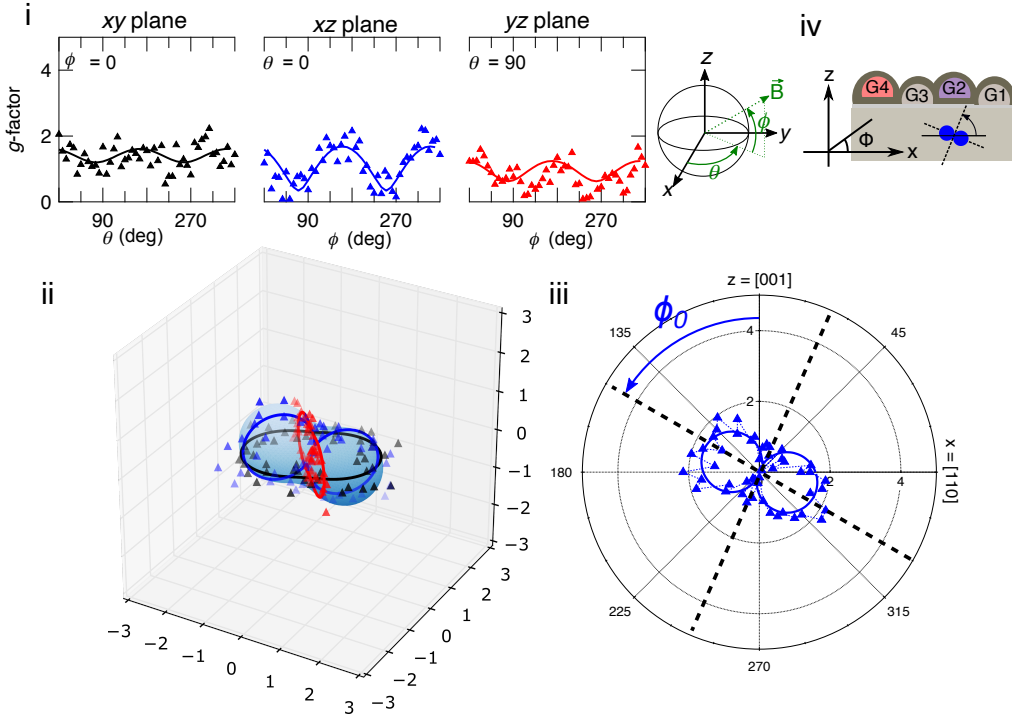 i
xy plane
xz plane
yz plane
iv
ϕ = 0
θ = 0
θ = 90
g-factor
4
2
0
90
270
90
270
90
270
θ (deg)
ϕ (deg)
ϕ (deg)
z
B
ϕ
y
θ
x
z
Φ
x
G4
G3
G2
G1
ii
3
2
1
0
−1
−2
−3
−3
−2
−1
0
1
2
3
−3
−2
−1
0
1
2
3
iii
z = [001]
ϕ0
135
45
4
2
180
2
4
x = [110]
225
315
270